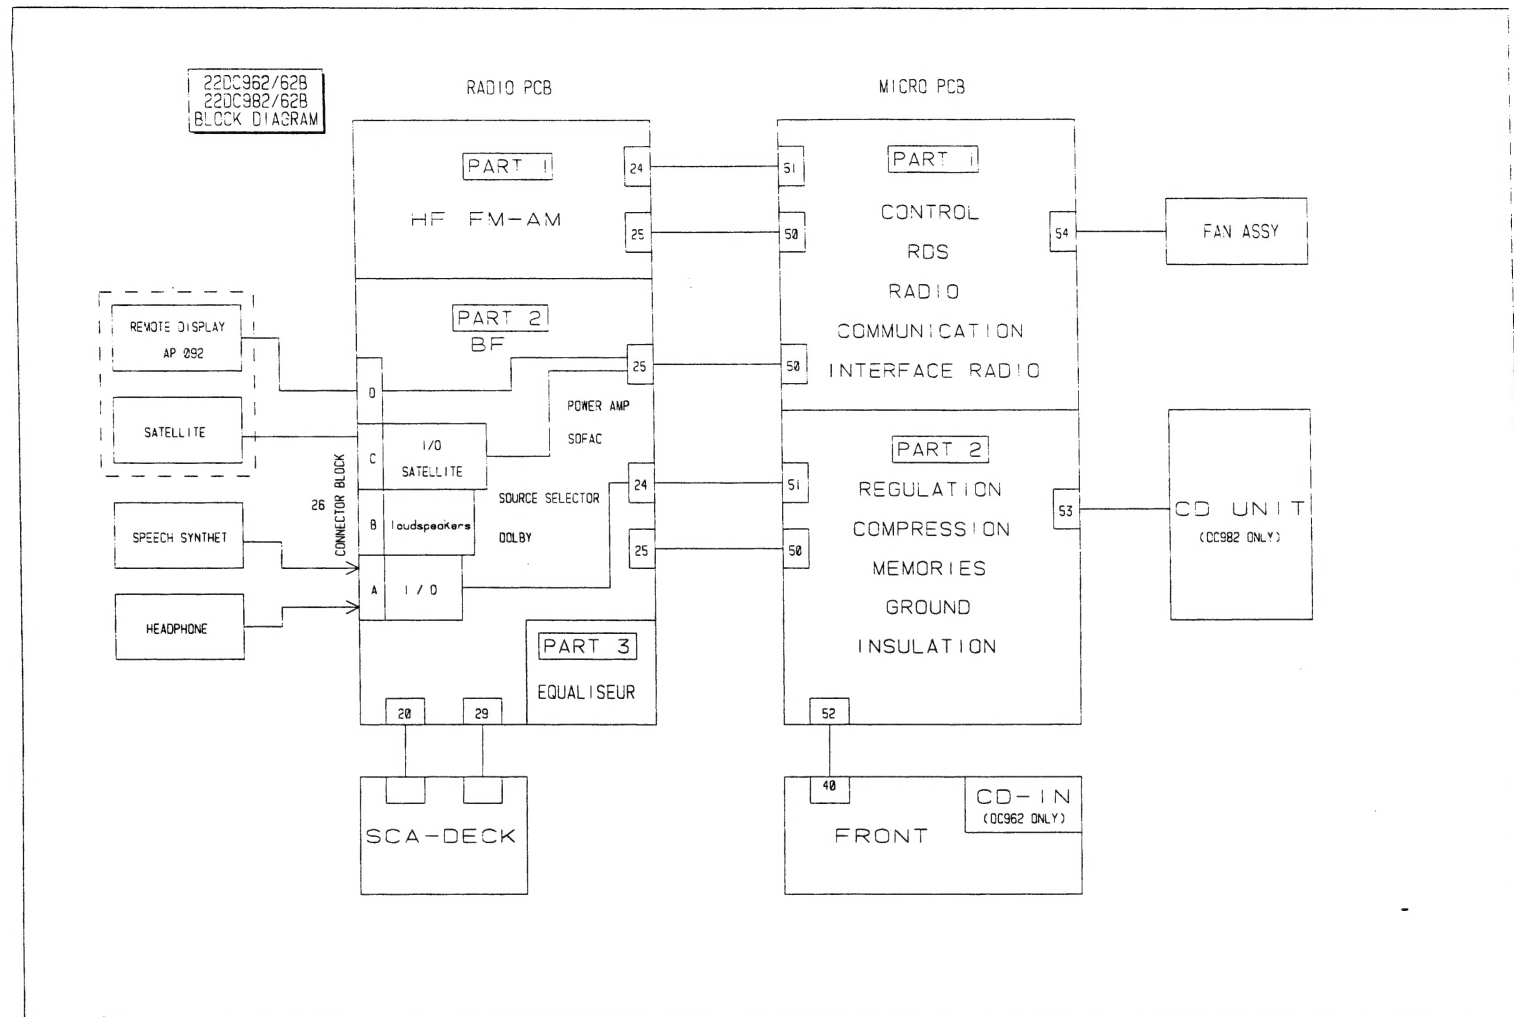 22DC962/62B
22DC982/62B
BLOCK DIAGRAM
RADIO PCB
MICRO PCB
PART 1
HF FM-AM
24
25
51
50
PART 1
CONTROL
RDS
RADIO
COMMUNICATION
INTERFACE RADIO
54
FAN ASSY
REMOTE DISPLAY
AP 092
SATELLITE
SPEECH SYNTHET
HEADPHONE
26
CONNECTOR BLOCK
D
C
B
A
PART 2
BF
25
50
POWER AMP
SOFAC
I/O
SATELLITE
loudspeakers
I / O
SOURCE SELECTOR
DOLBY
24
25
51
50
PART 2
REGULATION
COMPRESSION
MEMORIES
GROUND
INSULATION
53
CD UNIT
(DC982 ONLY)
PART 3
EQUALISEUR
20
29
52
SCA-DECK
40
FRONT
CD-IN
(DC962 ONLY)